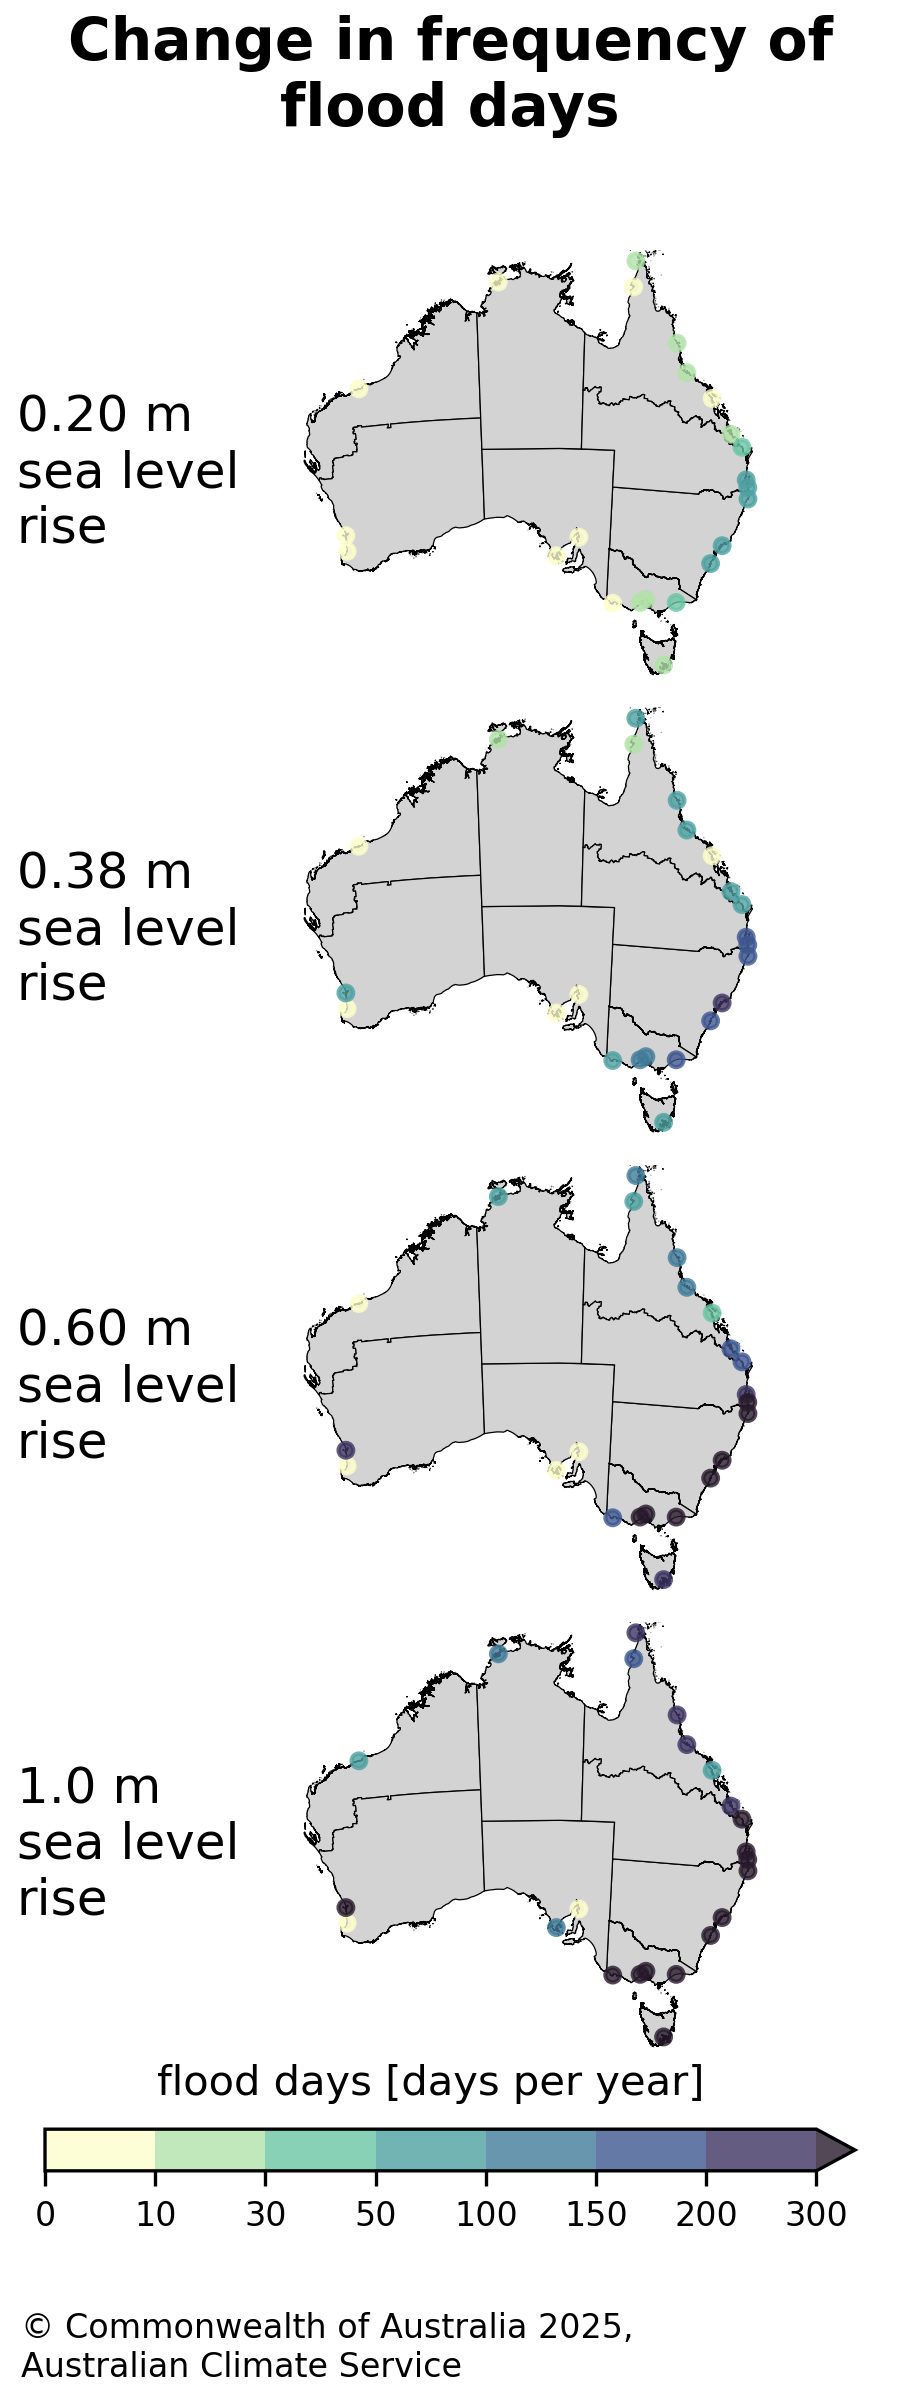 Change in frequency of
flood days
0.20 m
sea level
rise
0.38 m
sea level
rise
0.60 m
sea level
rise
1.0 m
sea level
rise
flood days [days per year]
0 10 30 50 100 150 200 300
© Commonwealth of Australia 2025,
Australian Climate Service